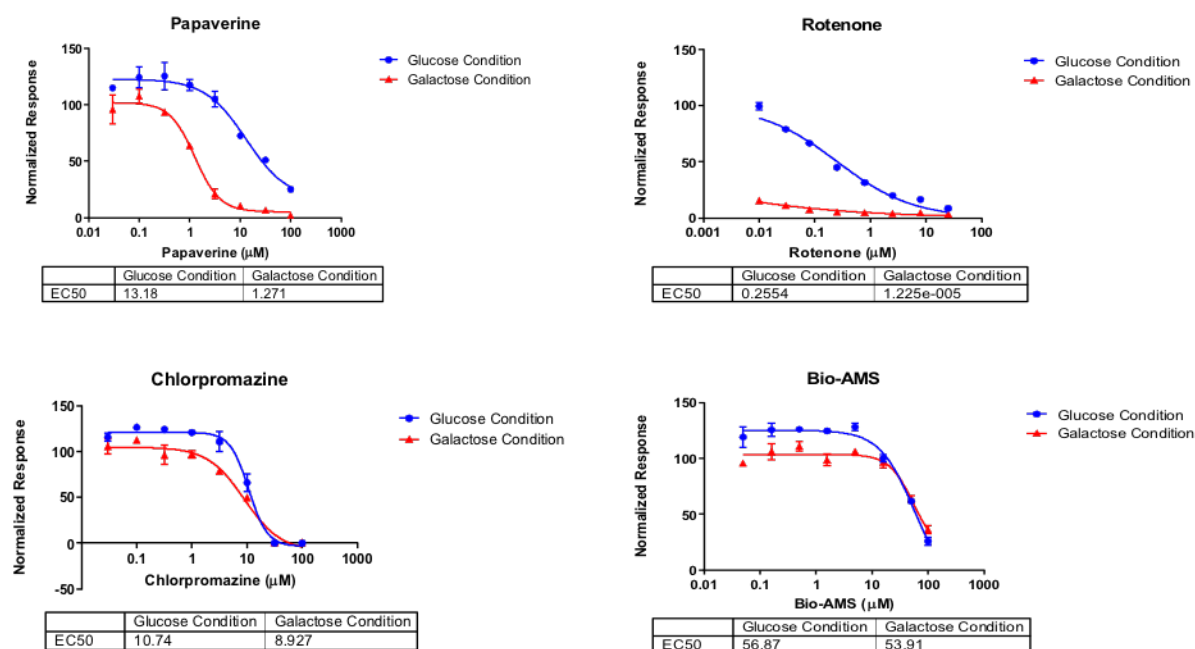 Papaverine
150
100
50
0
Normalized Response
0.01 0.1 1 10 100 1000
Papaverine (μM)
Glucose Condition
Galactose Condition
Glucose Condition Galactose Condition
EC50 13.18 1.271
Rotenone
150
100
50
0
Normalized Response
0.001 0.01 0.1 1 10 100
Rotenone (μM)
Glucose Condition
Galactose Condition
Glucose Condition Galactose Condition
EC50 0.2554 1.225e-005
Chlorpromazine
150
100
50
0
-50
Normalized Response
0.1 1 10 100 1000
Chlorpromazine (μM)
Glucose Condition
Galactose Condition
Glucose Condition Galactose Condition
EC50 10.74 8.927
Bio-AMS
150
100
50
0
Normalized Response
0.01 0.1 1 10 100 1000
Bio-AMS (μM)
Glucose Condition
Galactose Condition
Glucose Condition Galactose Condition
EC50 56.87 53.91